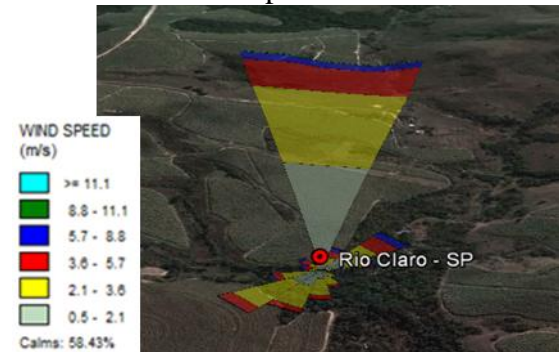 WIND SPEED
(m/s)
>= 11.1
8.8 - 11.1
5.7 - 8.8
3.6 - 5.7
2.1 - 3.6
0.5 - 2.1
Calms: 58.43%
Rio Claro - SP